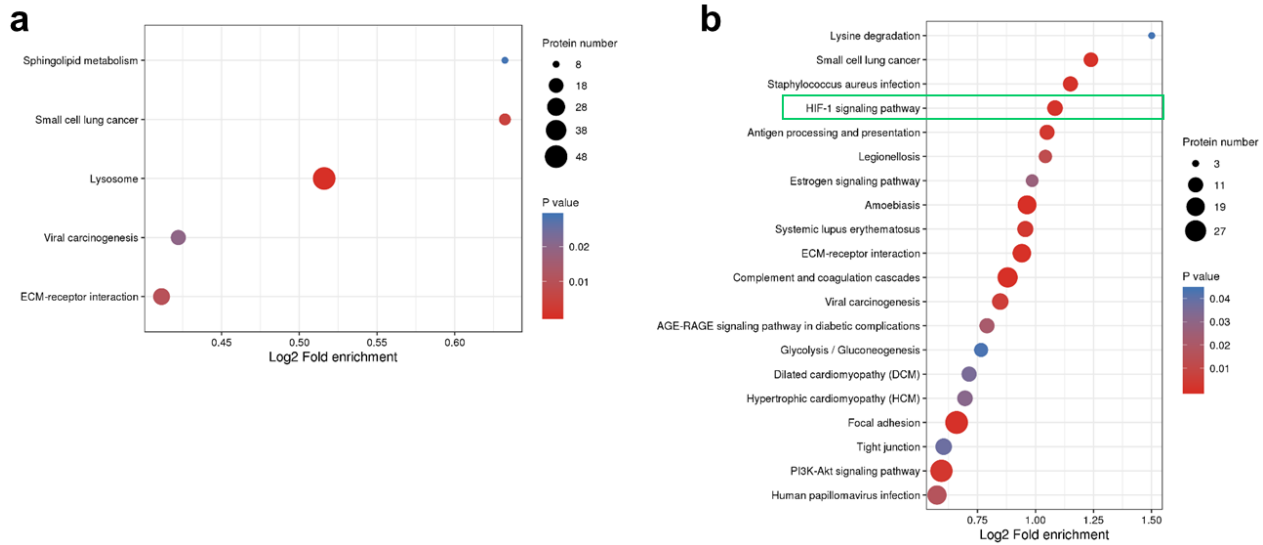 a
Sphingolipid metabolism
Small cell lung cancer
Lysosome
Viral carcinogenesis
ECM-receptor interaction
0.45 0.50 0.55 0.60
Log2 Fold enrichment
Protein number
8
18
28
38
48
P value
0.02
0.01
b
Lysine degradation
Small cell lung cancer
Staphylococcus aureus infection
HIF-1 signaling pathway
Antigen processing and presentation
Legionellosis
Estrogen signaling pathway
Amoebiasis
Systemic lupus erythematosus
ECM-receptor interaction
Complement and coagulation cascades
Viral carcinogenesis
AGE-RAGE signaling pathway in diabetic complications
Glycolysis / Gluconeogenesis
Dilated cardiomyopathy (DCM)
Hypertrophic cardiomyopathy (HCM)
Focal adhesion
Tight junction
PI3K-Akt signaling pathway
Human papillomavirus infection
0.75 1.00 1.25 1.50
Log2 Fold enrichment
Protein number
3
11
19
27
P value
0.04
0.03
0.02
0.01